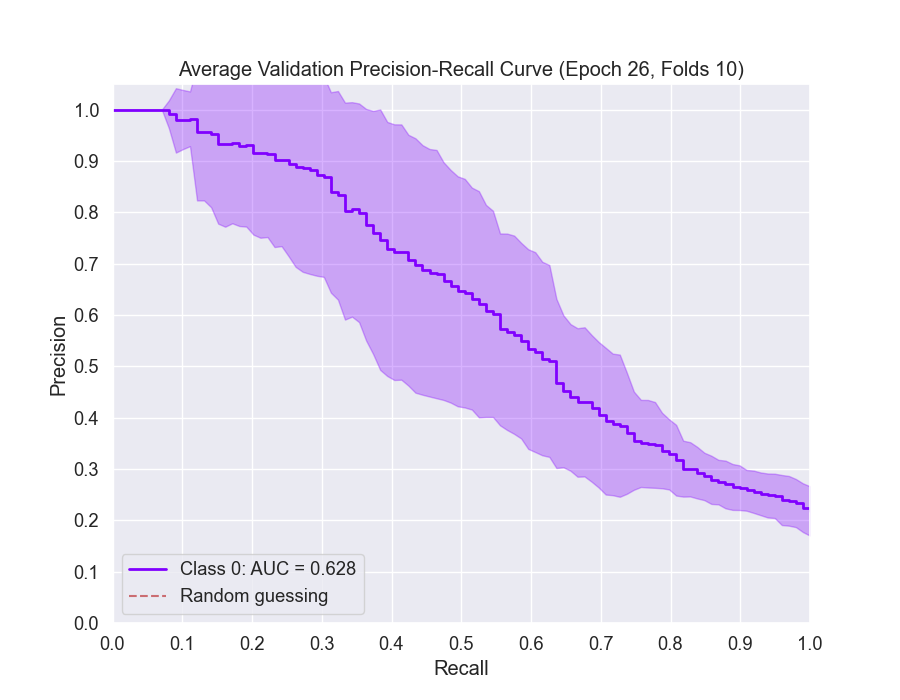 Average Validation Precision-Recall Curve (Epoch 26, Folds 10)
Precision
1.0
0.9
0.8
0.7
0.6
0.5
0.4
0.3
0.2
0.1
0.0
Class 0: AUC = 0.628
Random guessing
0.0 0.1 0.2 0.3 0.4 0.5 0.6 0.7 0.8 0.9 1.0
Recall